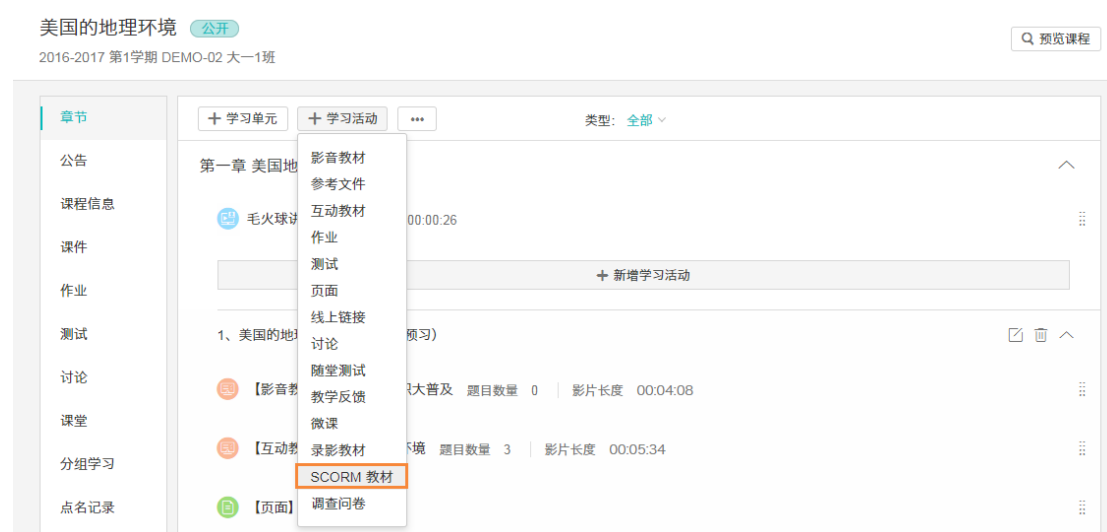 美国的地理环境 公开
2016-2017 第1学期 DEMO-02 大一1班
预览课程
章节
公告
课程信息
课件
作业
测试
讨论
课堂
分组学习
点名记录
学习单元 学习活动 •••
类型: 全部
第一章 美国地
毛火球讲 00:00:26
新增学习活动
1、美国的地 预习)
【影音教 大普及 题目数量 0 影片长度 00:04:08
【互动教 境 题目数量 3 影片长度 00:05:34
【页面】
影音教材
参考文件
互动教材
作业
测试
页面
线上链接
讨论
随堂测试
教学反馈
微课
录影教材
SCORM 教材
调查问卷